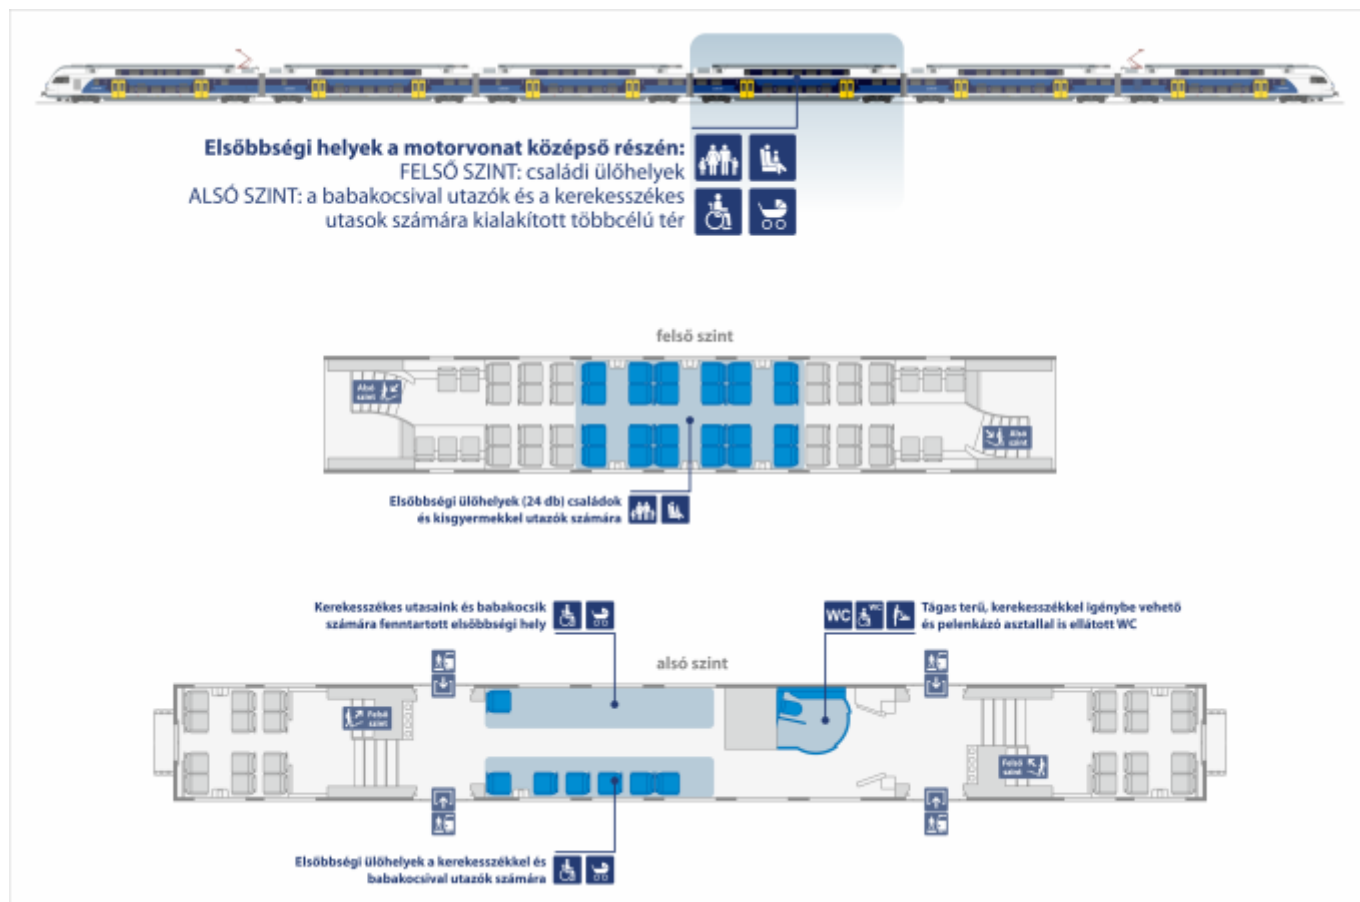 Elsőbbségi helyek a motorvonat középső részén:
FELSŐ SZINT: családi ülőhelyek
ALSÓ SZINT: a babakocsival utazók és a kerekesszékes
utasok számára kialakított többcélú tér
felső szint
Alsó
szint
Alsó
szint
Elsőbbségi ülőhelyek (24 db) családok
és kisgyermekkel utazók számára
Kerekesszékes utasaink és babakocsik
számára fenntartott elsőbbségi hely
WC
WC
Tágas terű, kerekesszékkel igénybe vehető
és pelenkázó asztallal is ellátott WC
alsó szint
Felső
szint
Felső
szint
Elsőbbségi ülőhelyek a kerekesszékkel és
babakocsival utazók számára